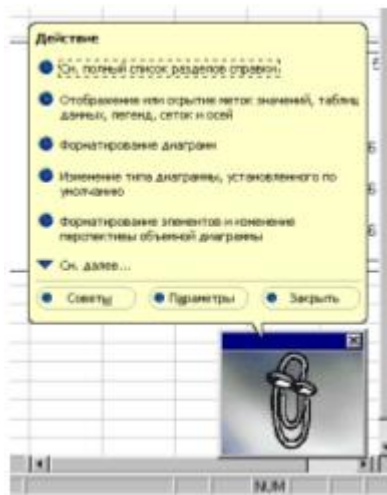 Действие
См. полный список разделов справки.
Отображение или скрытие меток значений, таблиц
данных, легенд, сеток и осей
Форматирование диаграмм
Изменение типа диаграммы, установленного по
умолчанию
Форматирование элементов и изменение
перспективы объемной диаграммы
См. далее...
Советы
Параметры
Закрыть
NUM